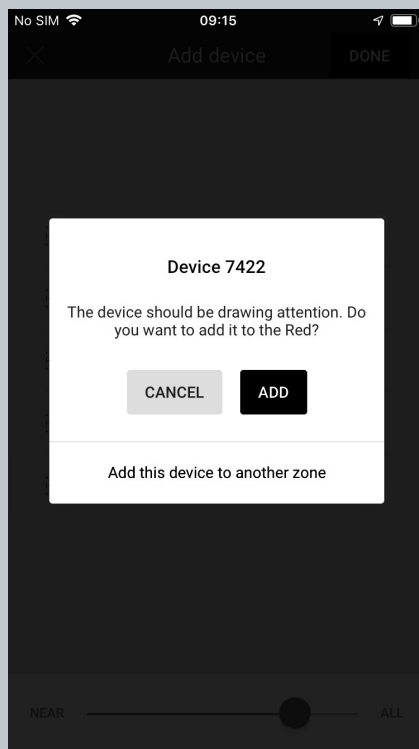 No SIM 09:15
Add device DONE
Device 7422
The device should be drawing attention. Do
you want to add it to the Red?
CANCEL ADD
Add this device to another zone
NEAR ALL